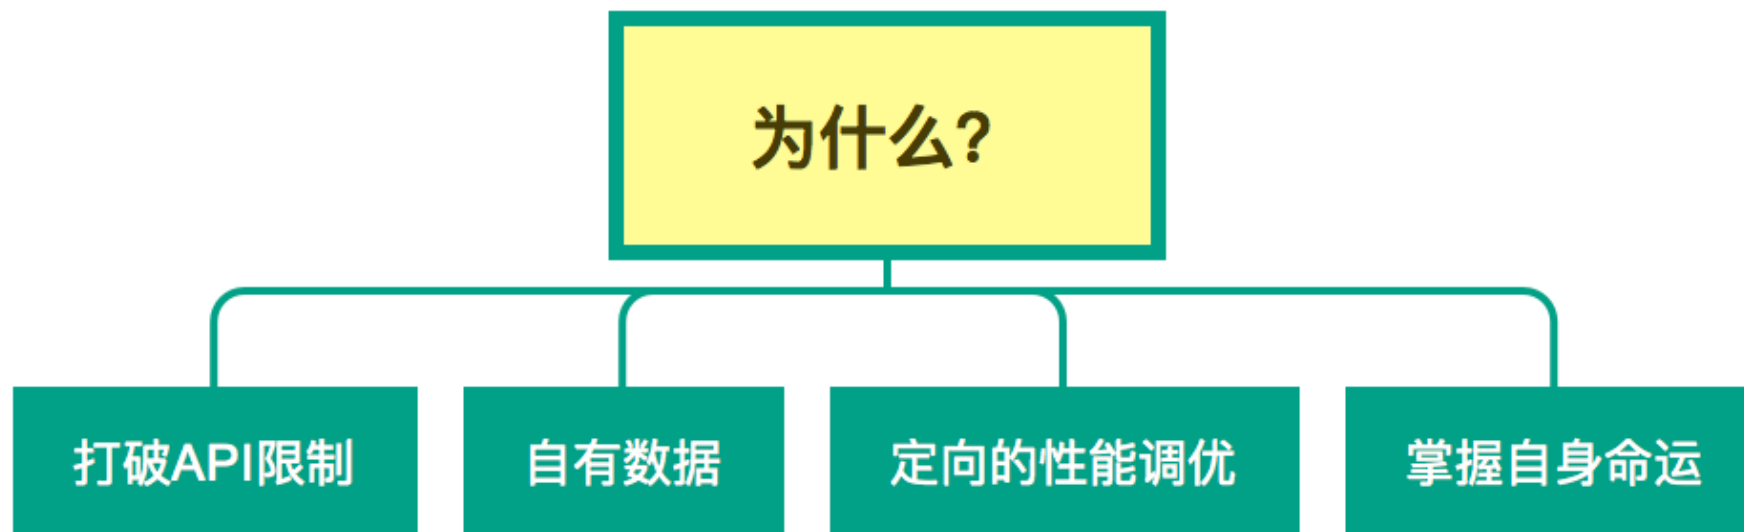 为什么?
打破API限制
自有数据
定向的性能调优
掌握自身命运